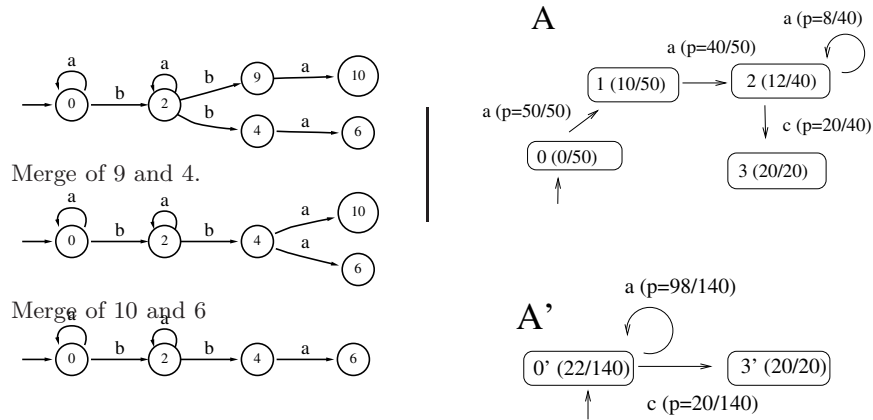 a
a
b
9
a
10
0
b
2
b
4
a
6
Merge of 9 and 4.
a
a
a
10
0
b
2
b
4
a
6
Merge of 10 and 6
a
a
0
b
2
b
4
a
6
A
a (p=8/40)
a (p=40/50)
1 (10/50)
2 (12/40)
a (p=50/50)
c (p=20/40)
0 (0/50)
3 (20/20)
a (p=98/140)
A'
0' (22/140)
3' (20/20)
c (p=20/140)